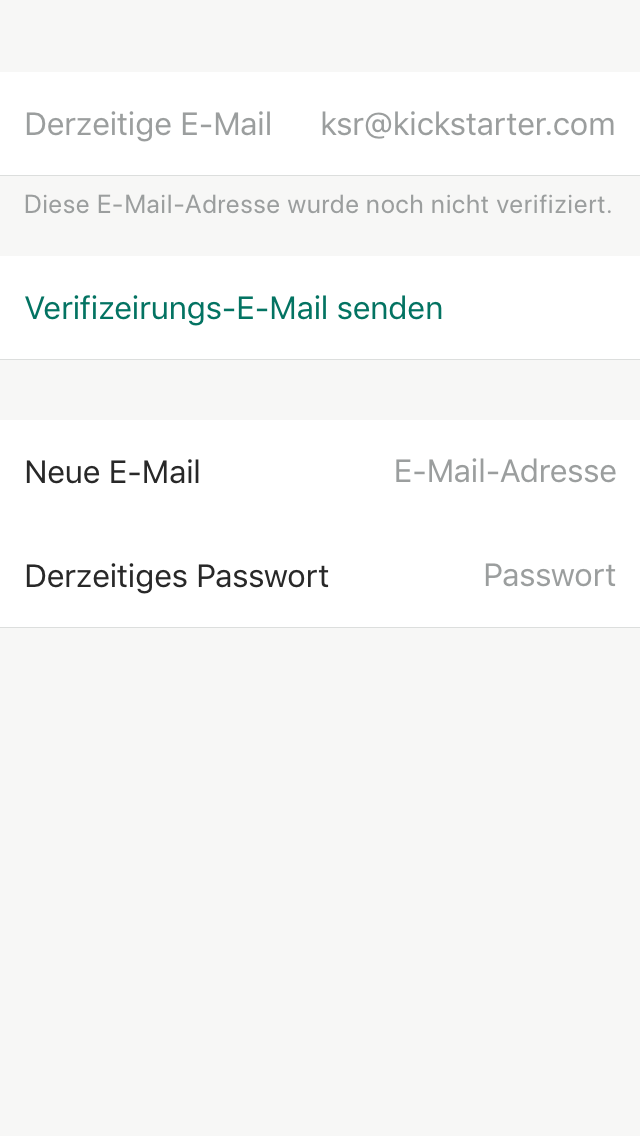 Derzeitige E-Mail ksr@kickstarter.com
Diese E-Mail-Adresse wurde noch nicht verifiziert.
Verifizeirungs-E-Mail senden
Neue E-Mail E-Mail-Adresse
Derzeitiges Passwort Passwort